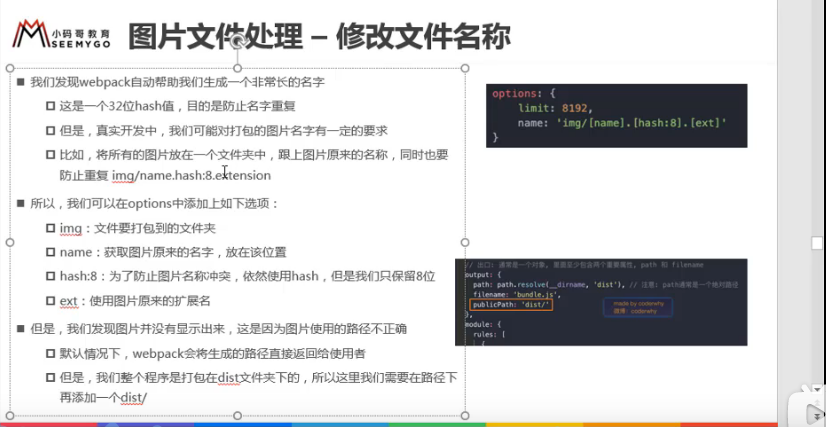 小码哥教育
SEEMYGO
图片文件处理 – 修改文件名称
■ 我们发现webpack自动帮助我们生成一个非常长的名字
这是一个32位hash值，目的是防止名字重复
但是，真实开发中，我们可能对打包的图片名字有一定的要求
比如，将所有的图片放在一个文件夹中，跟上图片原来的名称，同时也要
防止重复 img/name.hash:8.extension
■ 所以，我们可以在options中添加上如下选项：
img：文件要打包到的文件夹
name：获取图片原来的名字，放在该位置
hash:8：为了防止图片名称冲突，依然使用hash，但是我们只保留8位
ext：使用图片原来的扩展名
■ 但是，我们发现图片并没有显示出来，这是因为图片使用的路径不正确
默认情况下，webpack会将生成的路径直接返回给使用者
但是，我们整个程序是打包在dist文件夹下的，所以这里我们需要在路径下
再添加一个dist/
options: {
limit: 8192,
name: 'img/[name].[hash:8].[ext]'
}
// 出口: 通常是一个对象, 里面至少包含两个重要属性, path 和 filename
output: {
path: path.resolve(__dirname, 'dist'), // 注意: path通常是一个绝对路径
filename: 'bundle.js',
publicPath: 'dist/'
},
module: {
rules: [
{
made by coderwhy
微博: coderwhy